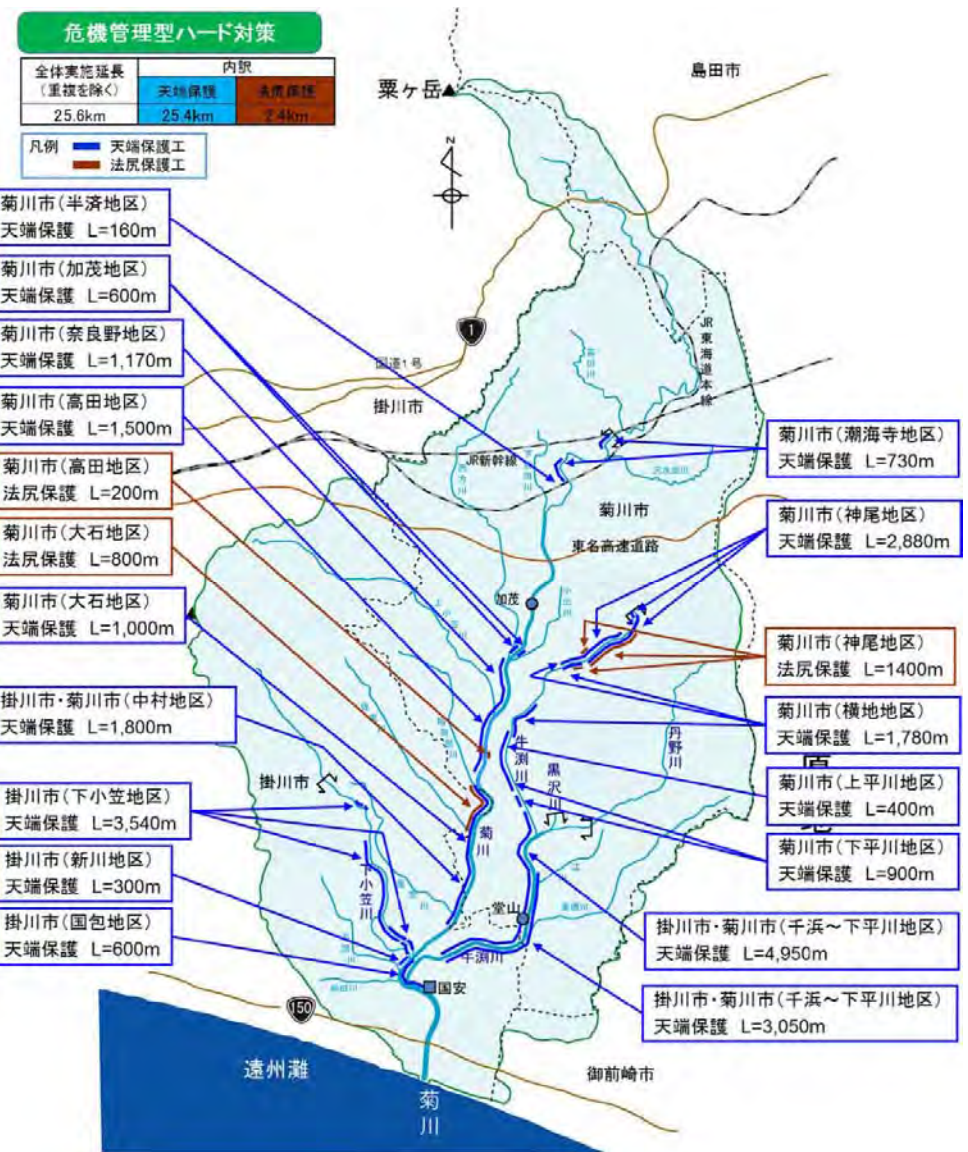 危機管理型ハード対策
全体実施延長
(重複を除く)
内訳
天端保護
法尻保護
25.6km
25.4km
2.4km
凡例
天端保護工
法尻保護工
粟ヶ岳
島田市
N
菊川市(半済地区)
天端保護 L=160m
菊川市(加茂地区)
天端保護 L=600m
菊川市(奈良野地区)
天端保護 L=1,170m
菊川市(高田地区)
天端保護 L=1,500m
菊川市(高田地区)
法尻保護 L=200m
菊川市(大石地区)
法尻保護 L=800m
菊川市(大石地区)
天端保護 L=1,000m
掛川市・菊川市(中村地区)
天端保護 L=1,800m
掛川市(下小笠地区)
天端保護 L=3,540m
掛川市(新川地区)
天端保護 L=300m
掛川市(国包地区)
天端保護 L=600m
1
国道1号
掛川市
JR東海道本線
JR新幹線
菊川市
東名高速道路
加茂
上小笠川
掛川市
牛渕川
黒沢川
丹野川
菊川
下小笠川
堂山
牛渕川
国安
150
遠州灘
菊川
御前崎市
菊川市(潮海寺地区)
天端保護 L=730m
菊川市(神尾地区)
天端保護 L=2,880m
菊川市(神尾地区)
法尻保護 L=1400m
菊川市(横地地区)
天端保護 L=1,780m
菊川市(上平川地区)
天端保護 L=400m
菊川市(下平川地区)
天端保護 L=900m
掛川市・菊川市(千浜～下平川地区)
天端保護 L=4,950m
掛川市・菊川市(千浜～下平川地区)
天端保護 L=3,050m